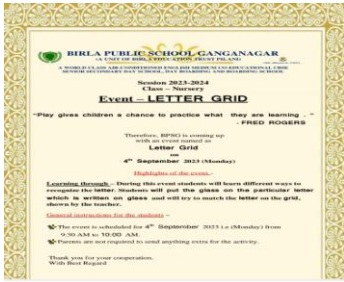 BIRLA PUBLIC SCHOOL GANGANAGAR
(A UNIT OF BIRLA EDUCATION TRUST PILANI)
A WORLD CLASS AIR CONDITIONED ENGLISH MEDIUM CO-EDUCATIONAL CBSE
SENIOR SECONDARY DAY SCHOOL, DAY BOARDING AND BOARDING SCHOOL
Session 2023-2024
Class – Nursery
Event – LETTER GRID
"Play gives children a chance to practice what they are learning . "
- FRED ROGERS
Therefore, BPSG is coming up
with an event named as
Letter Grid
on
4th September 2023 (Monday)
Highlights of the event.-
Learning through – During this event students will learn different ways to
recognize the letter. Students will put the glass on the particular letter
which is written on glass and will try to match the letter on the grid,
shown by the teacher.
General instructions for the students –
The event is scheduled for 4th September 2023 i.e (Monday) from
9:30 AM to 10:00 AM.
Parents are not required to send anything extra for the activity.
Thank you for your cooperation.
With Best Regard